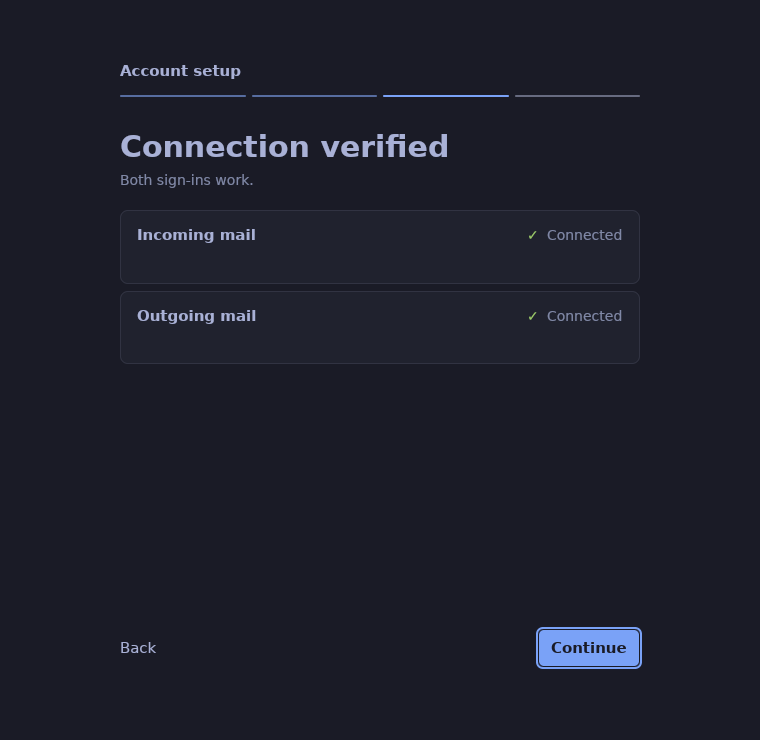 Account setup
Connection verified
Both sign-ins work.
Incoming mail ✓ Connected
Outgoing mail ✓ Connected
Back Continue